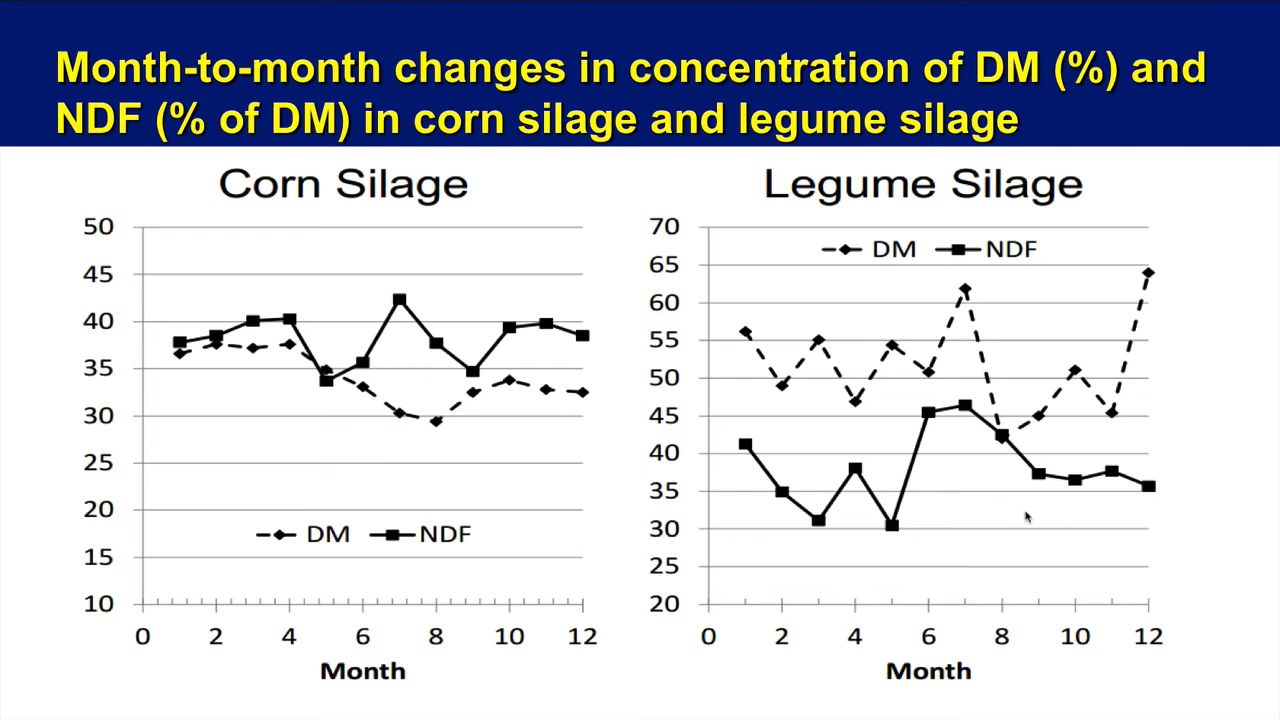 Month-to-month changes in concentration of DM (%) and
NDF (% of DM) in corn silage and legume silage
Corn Silage
50
45
40
35
30
25
20
15
10
DM NDF
0 2 4 6 8 10 12
Month
Legume Silage
70
65
60
55
50
45
40
35
30
25
20
DM NDF
0 2 4 6 8 10 12
Month